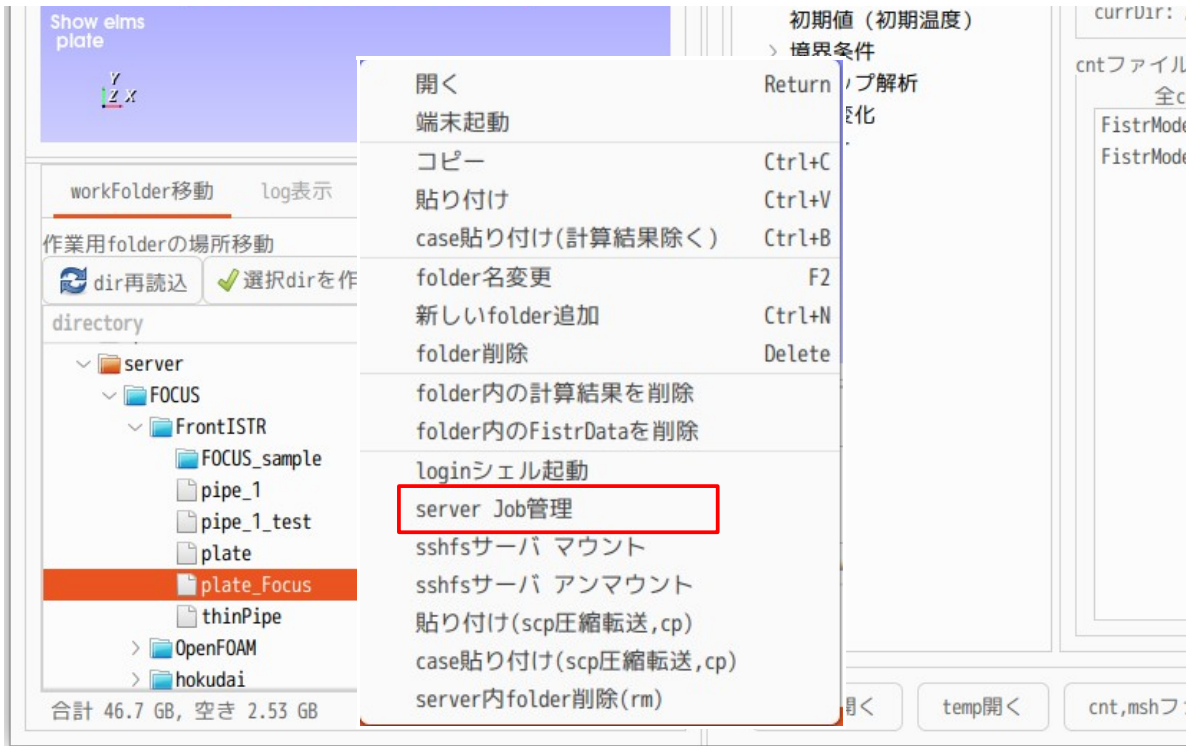 Show elms
plate
Y
Z X
workFolder移動 log表示
作業用folderの場所移動
dir再読込 選択dirを作
directory
server
FOCUS
FrontISTR
FOCUS_sample
pipe_1
pipe_1_test
plate
plate_Focus
thinPipe
OpenFOAM
hokudai
合計 46.7 GB, 空き 2.53 GB
開く Return
端末起動
コピー Ctrl+C
貼り付け Ctrl+V
case貼り付け(計算結果除く) Ctrl+B
folder名変更 F2
新しいfolder追加 Ctrl+N
folder削除 Delete
folder内の計算結果を削除
folder内のFistrDataを削除
loginシェル起動
server Job管理
sshfsサーバ マウント
sshfsサーバ アンマウント
貼り付け(scp圧縮転送,cp)
case貼り付け(scp圧縮転送,cp)
server内folder削除(rm)
初期値 (初期温度)
境界条件
ップ解析
変化
currDir:
cntファイル
全c
FistrMode
FistrMode
開く temp開く cnt,mshフ